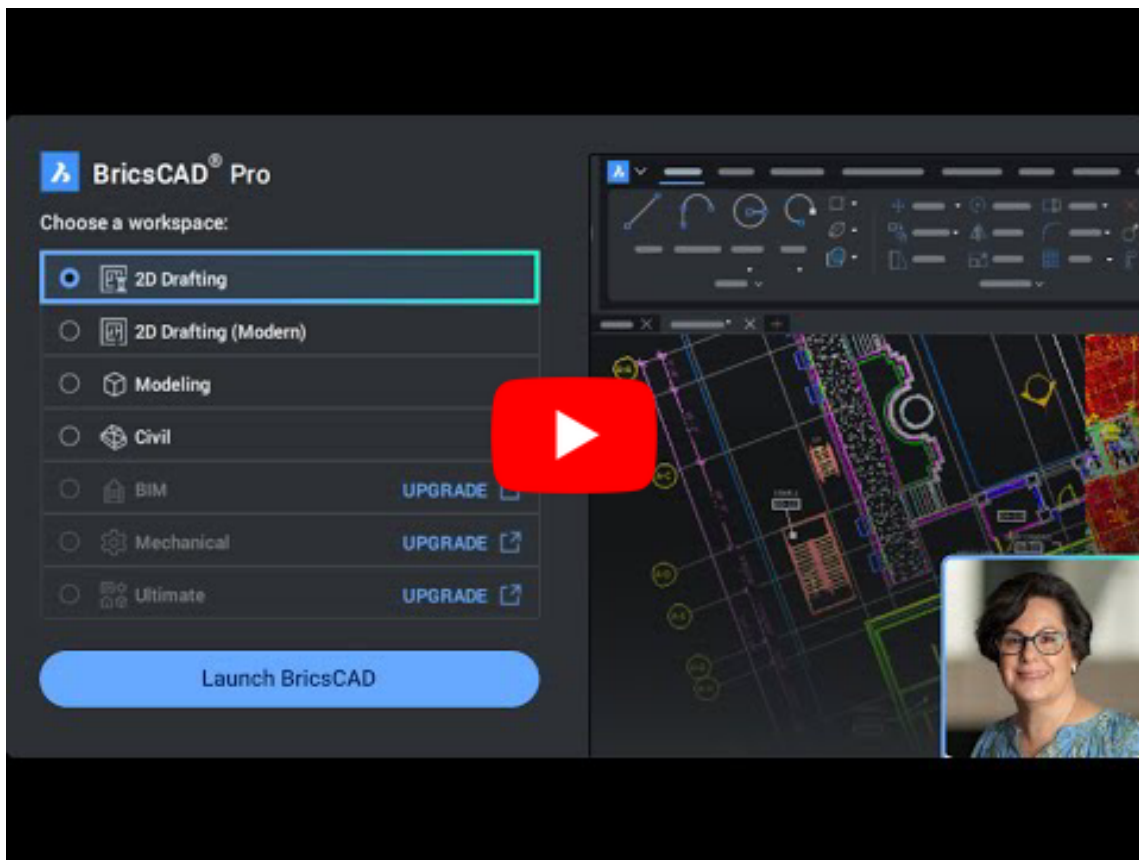 BricsCAD® Pro
Choose a workspace:
2D Drafting
2D Drafting (Modern)
Modeling
Civil
BIM UPGRADE
Mechanical UPGRADE
Ultimate UPGRADE
Launch BricsCAD